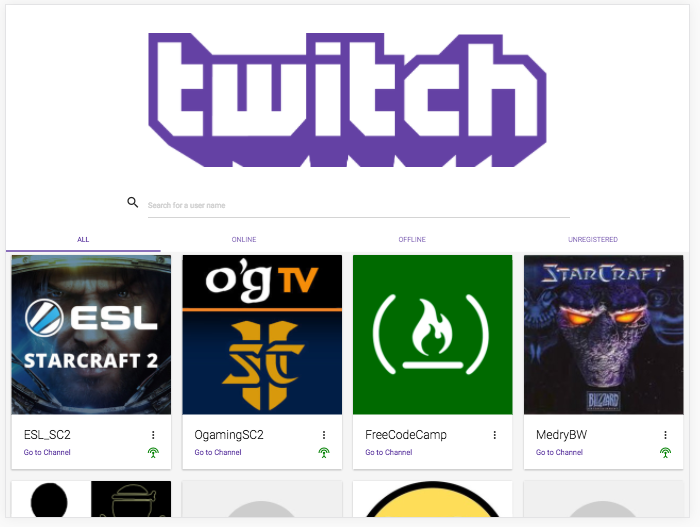 twitch
Search for a user name
ALL
ONLINE
OFFLINE
UNREGISTERED
ESL
STARCRAFT 2
o'g TV
SC
STARCRAFT
BLIZZARD
ESL_SC2
OgamingSC2
FreeCodeCamp
MedryBW
Go to Channel
Go to Channel
Go to Channel
Go to Channel